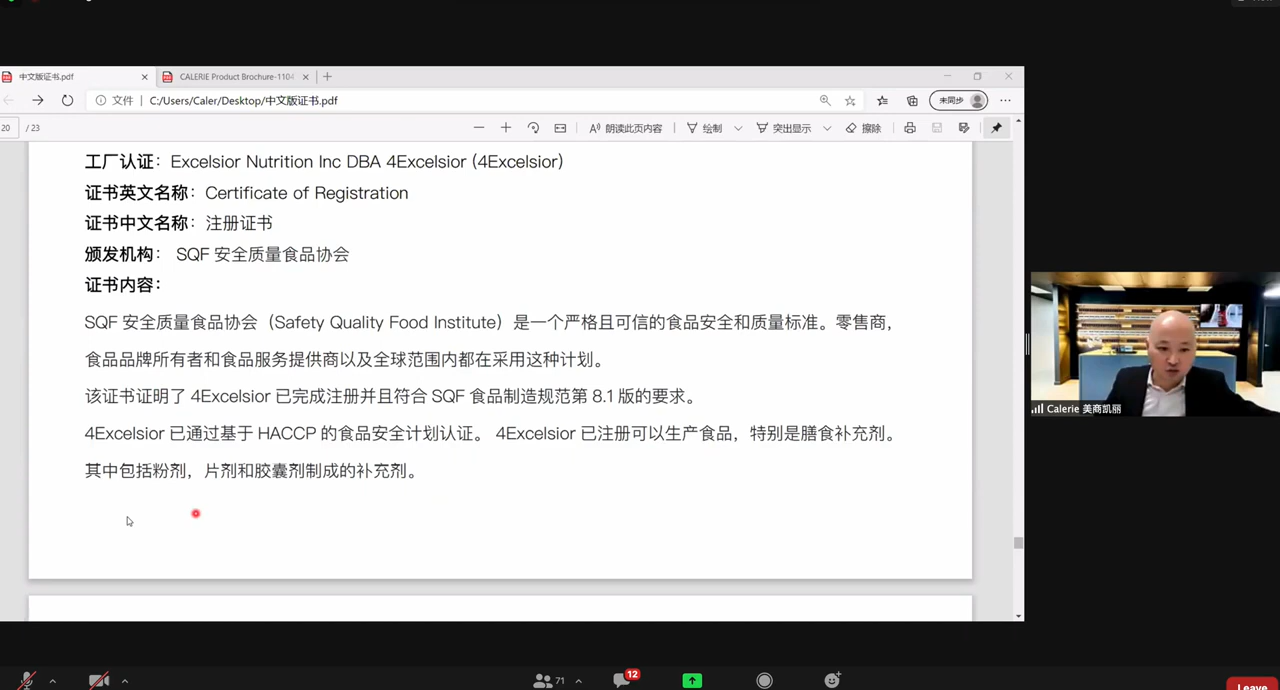 中文版证书.pdf
CALERIE Product Brochure-110-
文件
C:/Users/Caler/Desktop/中文版证书.pdf
未同步
20 / 23
朗读此页内容
绘制
突出显示
擦除
工厂认证：Excelsior Nutrition Inc DBA 4Excelsior (4Excelsior)
证书英文名称：Certificate of Registration
证书中文名称：注册证书
颁发机构： SQF 安全质量食品协会
证书内容：
SQF 安全质量食品协会（Safety Quality Food Institute）是一个严格且可信的食品安全和质量标准。零售商，
食品品牌所有者和食品服务提供商以及全球范围内都在采用这种计划。
该证书证明了 4Excelsior 已完成注册并且符合 SQF 食品制造规范第 8.1 版的要求。
4Excelsior 已通过基于 HACCP 的食品安全计划认证。 4Excelsior 已注册可以生产食品，特别是膳食补充剂。
其中包括粉剂，片剂和胶囊剂制成的补充剂。
Calerie 美商凯丽
71
12
Leave